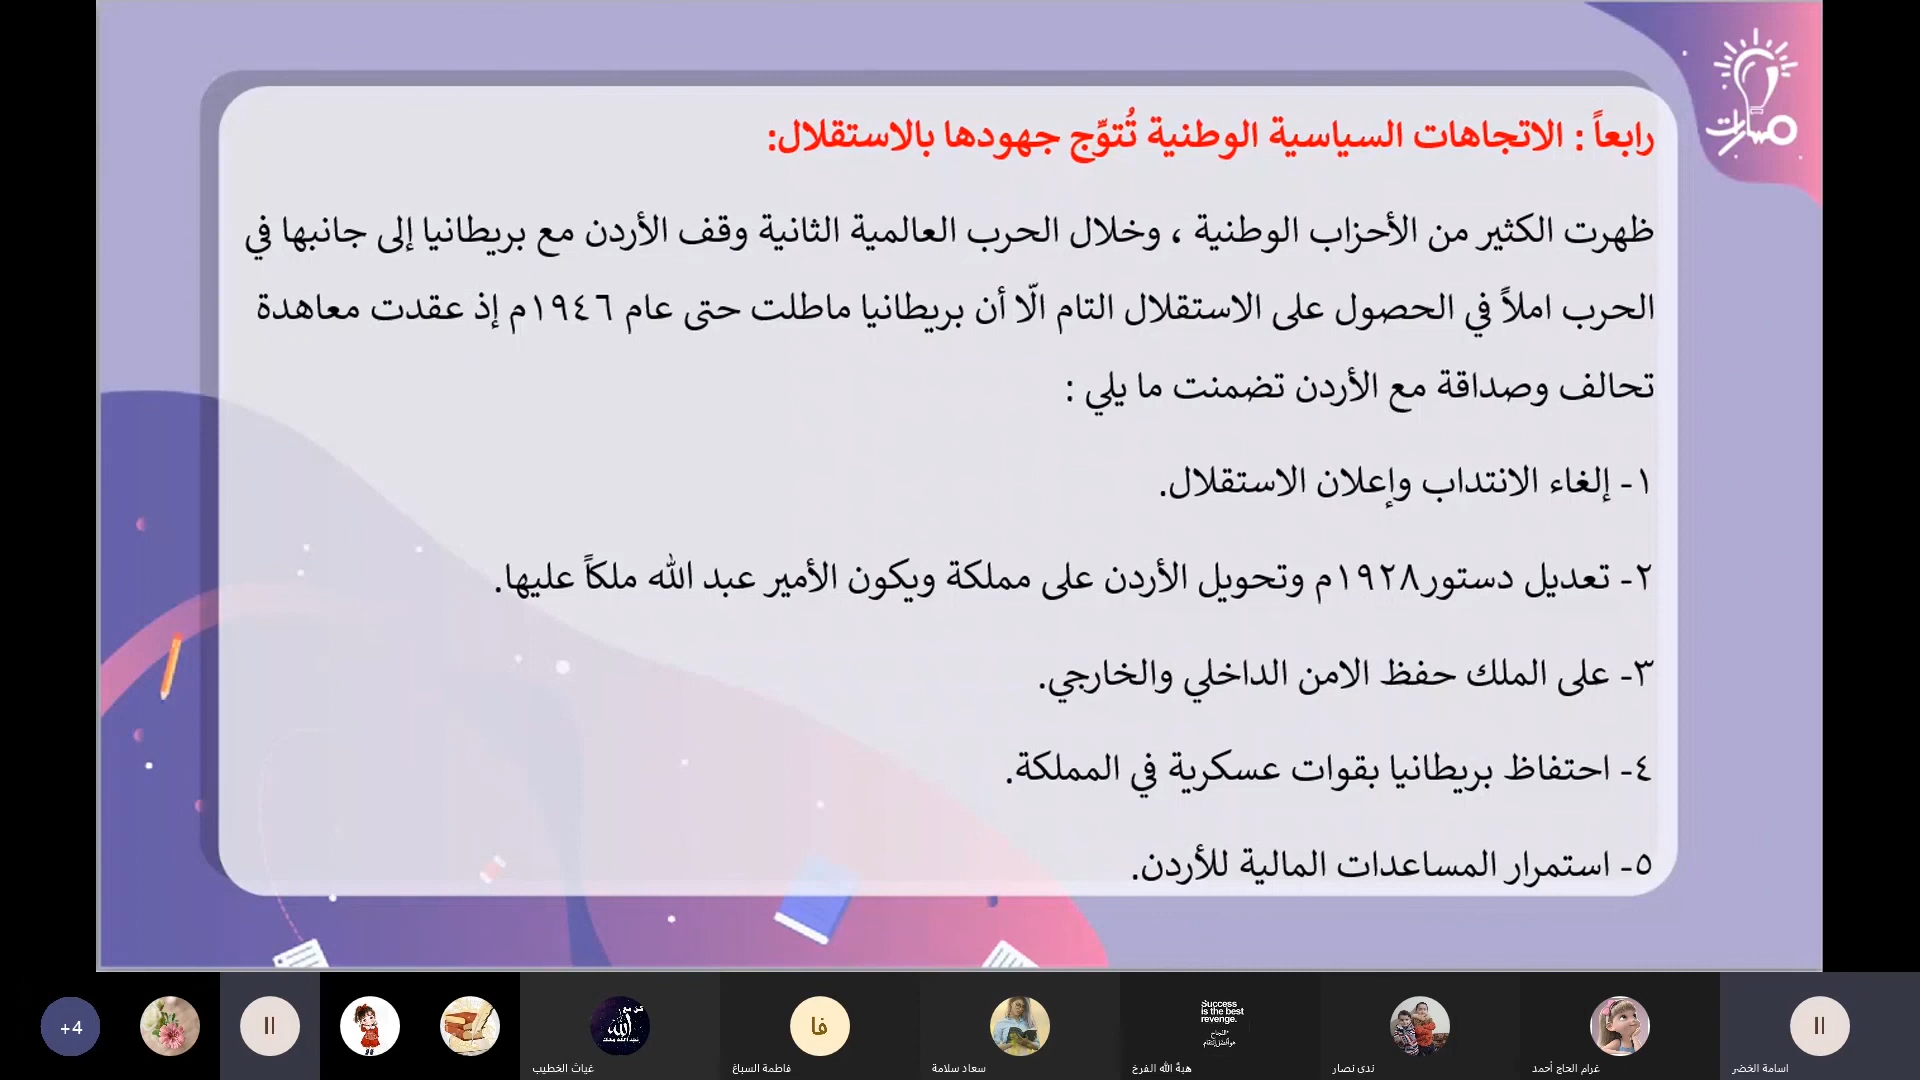 مسارات
رابعاً : الاتجاهات السياسية الوطنية تُتوِّج جهودها بالاستقلال:
ظهرت الكثير من الأحزاب الوطنية ، وخلال الحرب العالمية الثانية وقف الأردن مع بريطانيا إلى جانبها في
الحرب املاً في الحصول على الاستقلال التام الّا أن بريطانيا ماطلت حتى عام ١٩٤٦م إذ عقدت معاهدة
تحالف وصداقة مع الأردن تضمنت ما يلي :
١- إلغاء الانتداب وإعلان الاستقلال.
٢- تعديل دستور١٩٢٨م وتحويل الأردن على مملكة ويكون الأمير عبد الله ملكاً عليها.
٣- على الملك حفظ الامن الداخلي والخارجي.
٤- احتفاظ بريطانيا بقوات عسكرية في المملكة.
٥- استمرار المساعدات المالية للأردن.
+4
كن مع
الله
فا
Success
is the best
revenge.
غياث الخطيب
فاطمة السباغ
سعاد سلامة
هبة الله الفرخ
ندى نصار
غرام الحاج أحمد
اسامة الخضر